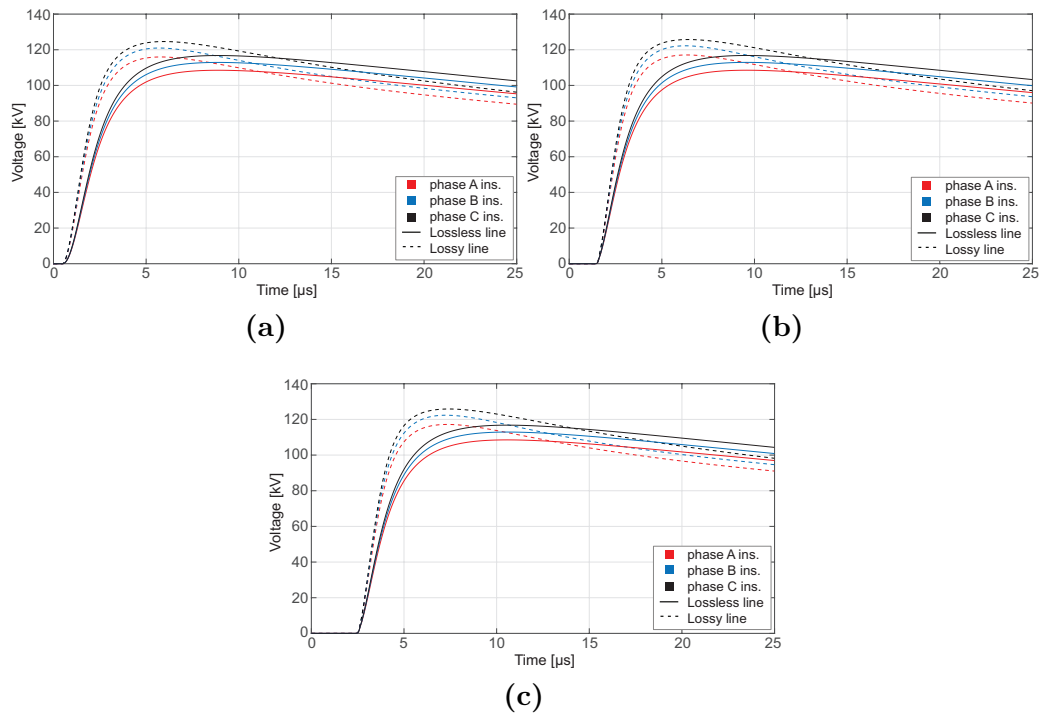 140
120
100
80
60
40
20
0
Voltage [kV]
phase A ins.
phase B ins.
phase C ins.
Lossless line
Lossy line
0 5 10 15 20 25
Time [µs]
(a)
140
120
100
80
60
40
20
0
Voltage [kV]
phase A ins.
phase B ins.
phase C ins.
Lossless line
Lossy line
0 5 10 15 20 25
Time [µs]
(b)
140
120
100
80
60
40
20
0
Voltage [kV]
phase A ins.
phase B ins.
phase C ins.
Lossless line
Lossy line
0 5 10 15 20 25
Time [µs]
(c)